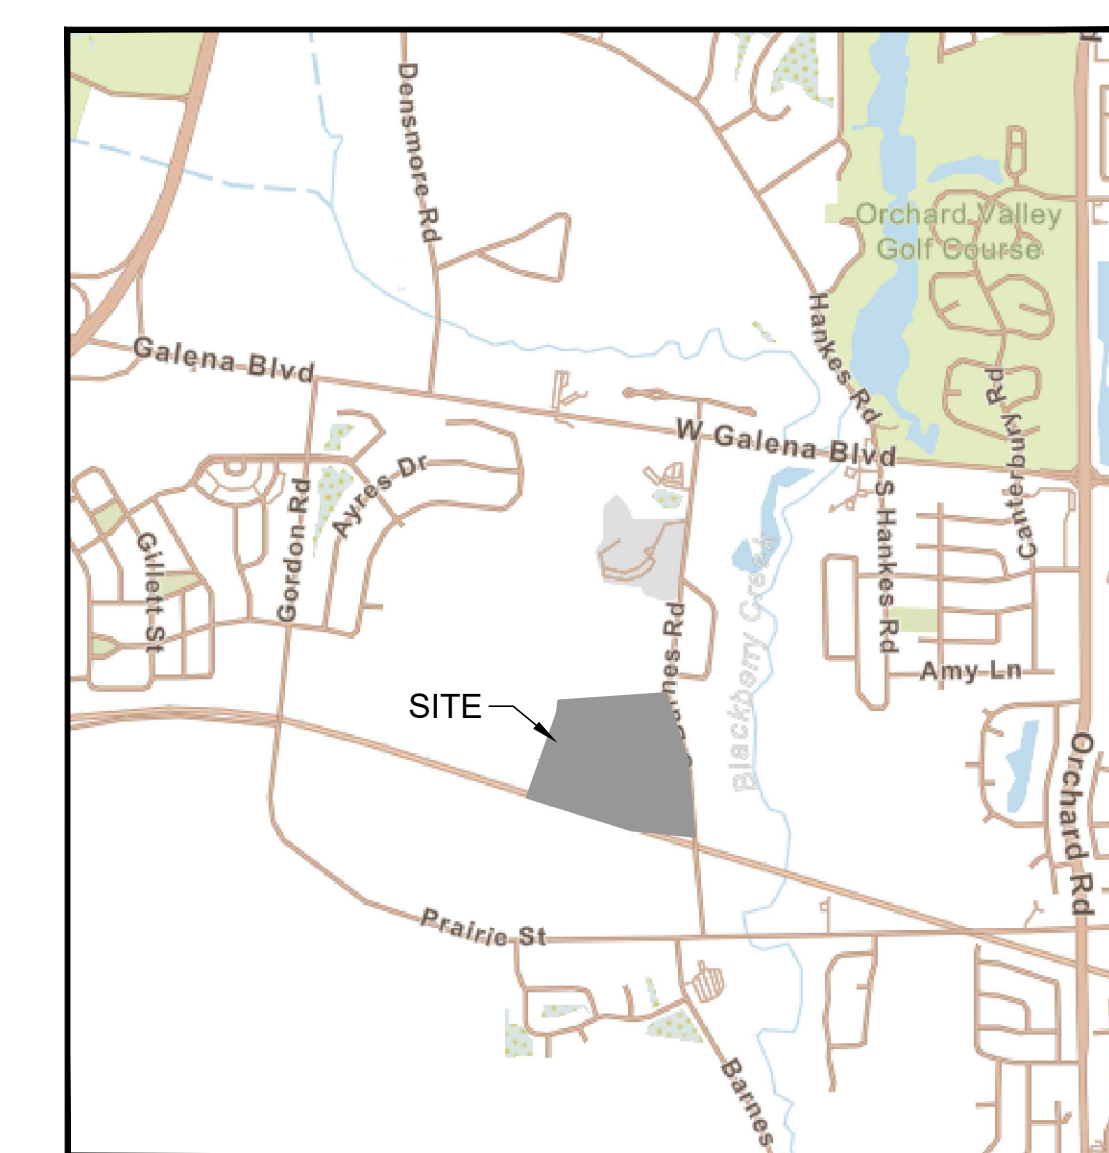 Densmore Rd
Orchard Valley
Golf Course
Hankes Rd
Galena Blvd
Canterbury Rd
W Galena Blvd
Ayres Dr
Gordon Rd
S Hankes Rd
Gillett St
Blackberry Creek
Amy Ln
SITE
Orchard Rd
Prairie St
Barnes